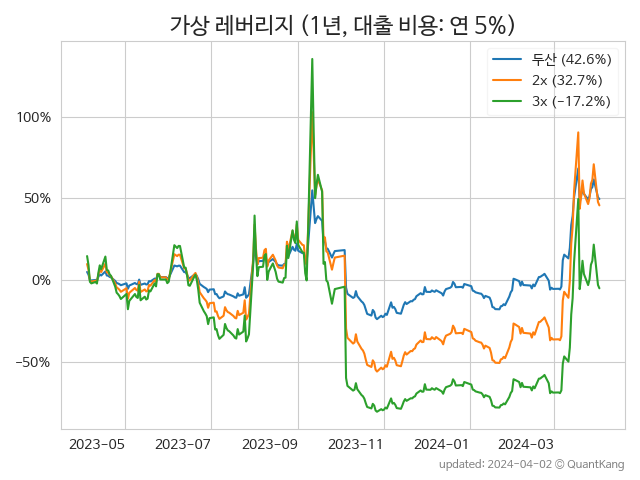 가상 레버리지 (1년, 대출 비용: 연 5%)
두산 (42.6%)
2x (32.7%)
3x (−17.2%)
100%
50%
0%
−50%
2023-05 2023-07 2023-09 2023-11 2024-01 2024-03
updated: 2024-04-02 © QuantKang